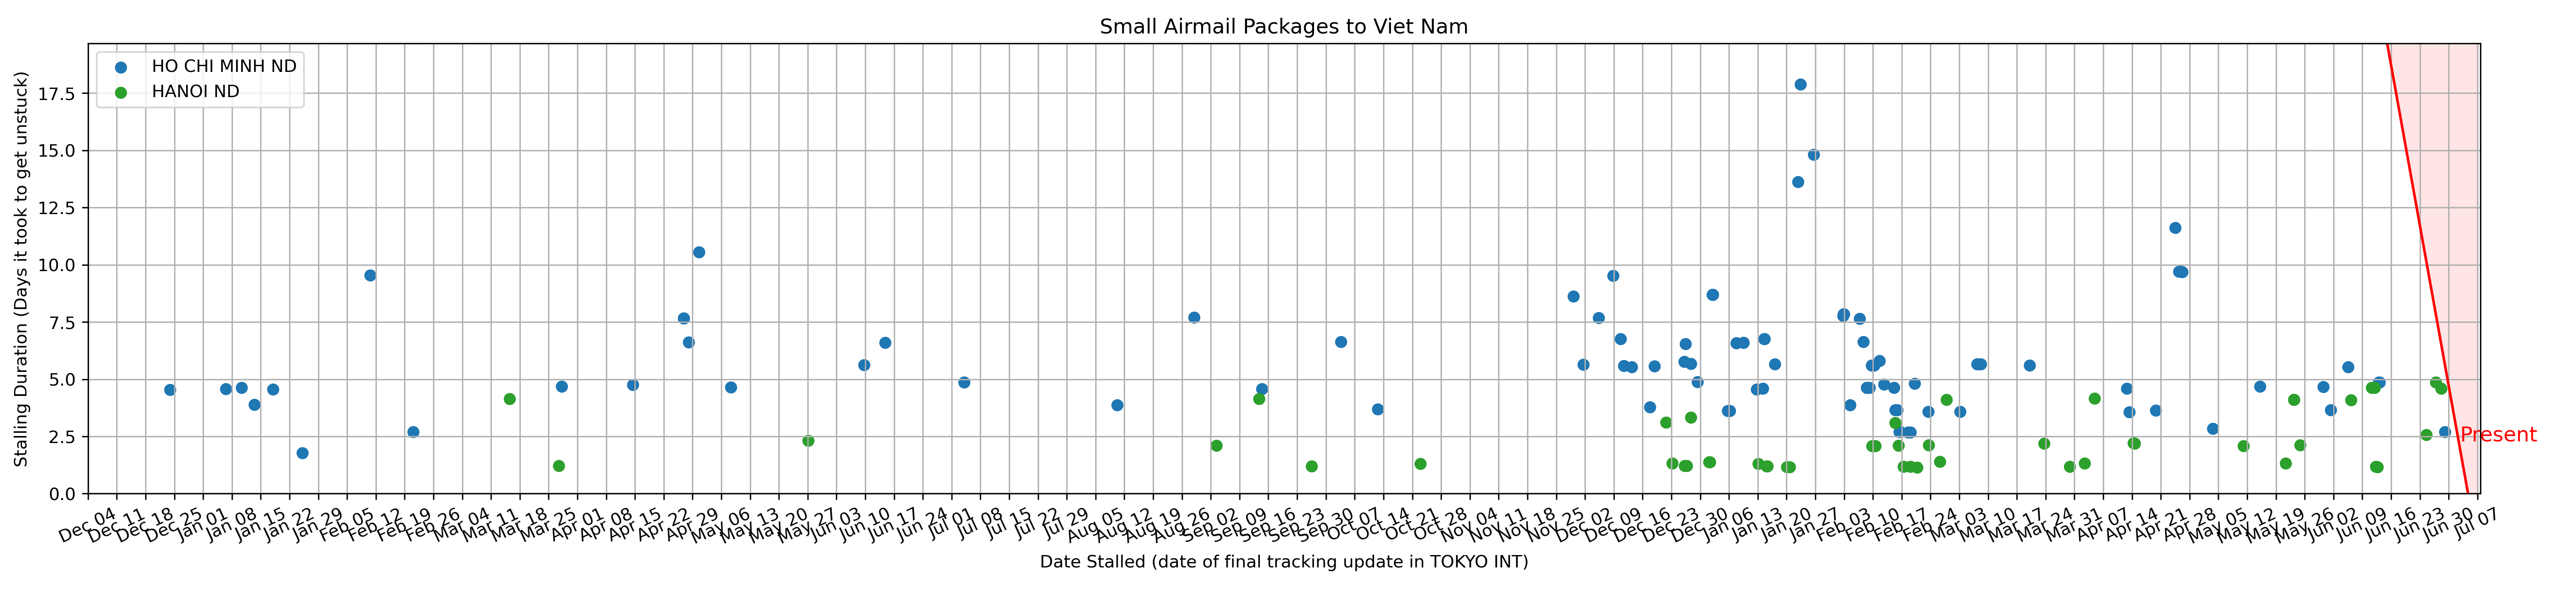 Small Airmail Packages to Viet Nam
HO CHI MINH ND
HANOI ND
17.5
15.0
12.5
10.0
7.5
5.0
2.5
0.0
Stalling Duration (Days it took to get unstuck)
Present
Dec 04
Dec 11
Dec 18
Dec 25
Jan 01
Jan 08
Jan 15
Jan 22
Jan 29
Feb 05
Feb 12
Feb 19
Feb 26
Mar 04
Mar 11
Mar 18
Mar 25
Apr 01
Apr 08
Apr 15
Apr 22
Apr 29
May 06
May 13
May 20
May 27
Jun 03
Jun 10
Jun 17
Jun 24
Jul 01
Jul 08
Jul 15
Jul 22
Jul 29
Aug 05
Aug 12
Aug 19
Aug 26
Sep 02
Sep 09
Sep 16
Sep 23
Sep 30
Oct 07
Oct 14
Oct 21
Oct 28
Nov 04
Nov 11
Nov 18
Nov 25
Dec 02
Dec 09
Dec 16
Dec 23
Dec 30
Jan 06
Jan 13
Jan 20
Jan 27
Feb 03
Feb 10
Feb 17
Feb 24
Mar 03
Mar 10
Mar 17
Mar 24
Mar 31
Apr 07
Apr 14
Apr 21
Apr 28
May 05
May 12
May 19
May 26
Jun 02
Jun 09
Jun 16
Jun 23
Jun 30
Jul 07
Date Stalled (date of final tracking update in TOKYO INT)